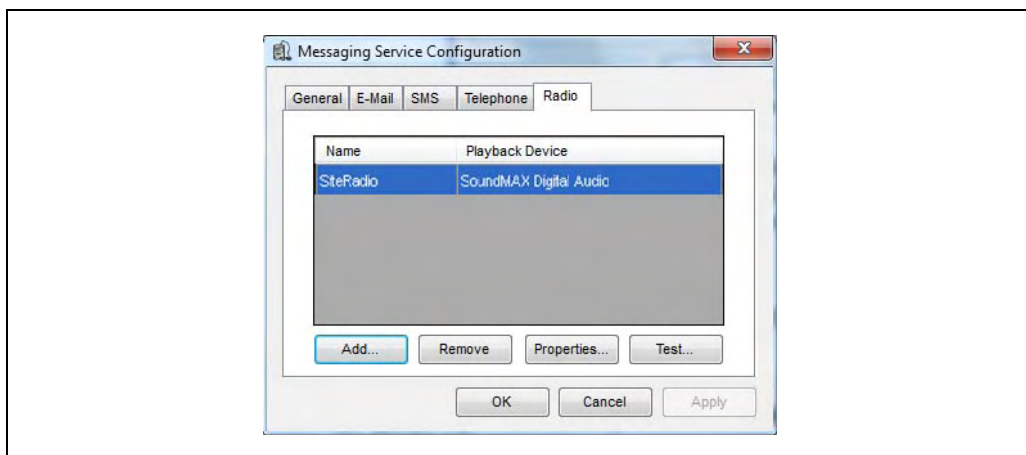 Messaging Service Configuration
General E-Mail SMS Telephone Radio
Name Playback Device
SiteRadio SoundMAX Digital Audio
Add... Remove Properties... Test...
OK Cancel Apply